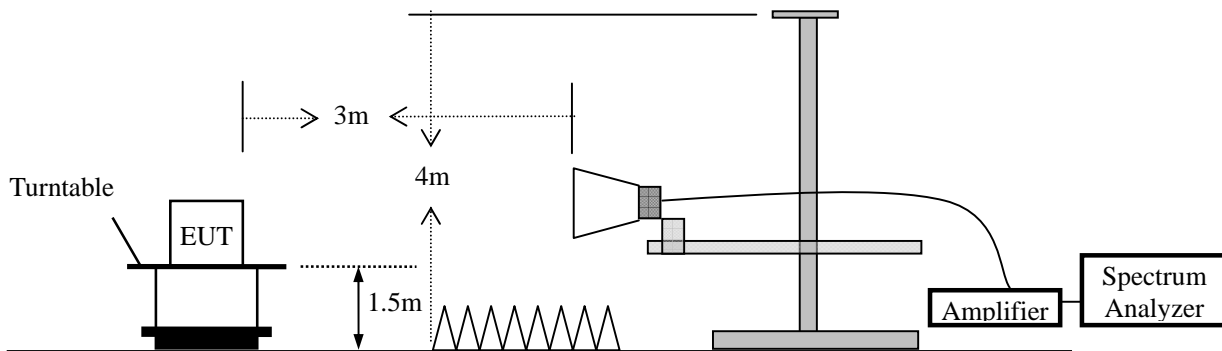 3m
4m
Turntable
EUT
1.5m
Amplifier
Spectrum
Analyzer